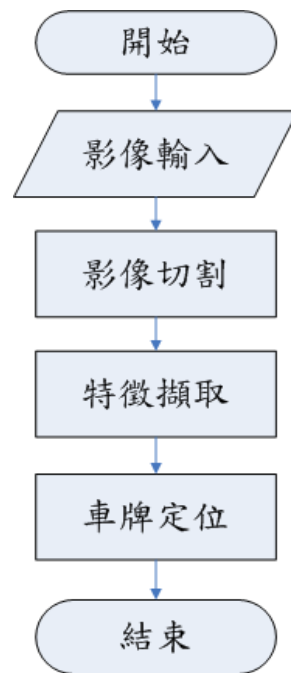 開始
影像輸入
影像切割
特徵擷取
車牌定位
結束